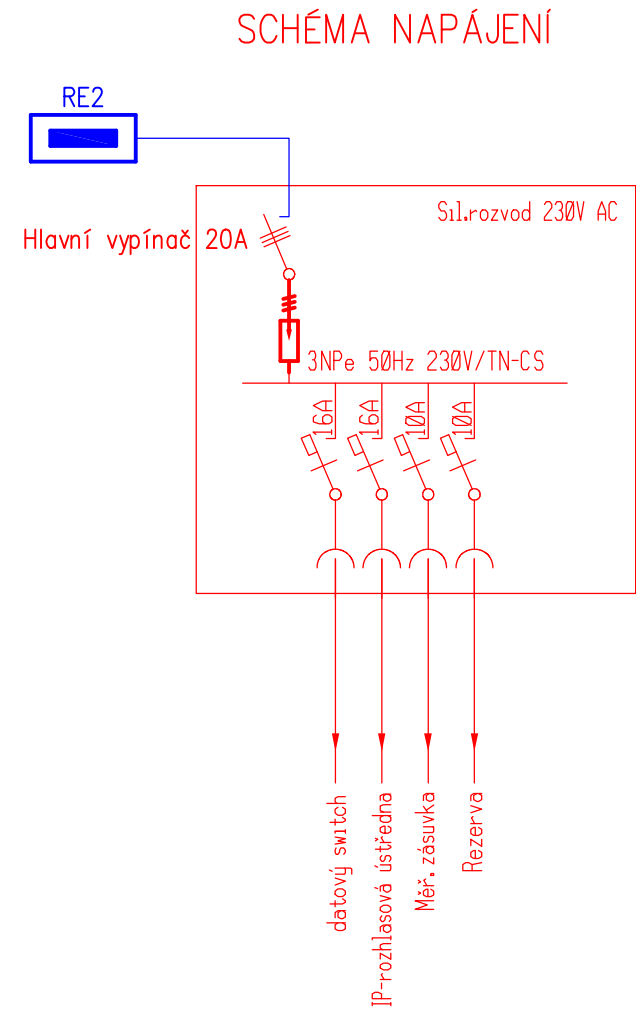 SCHÉMA NAPÁJENÍ
RE2
Sil.rozvod 230V AC
Hlavní vypínač 20A
3NPe 50Hz 230V/TN-CS
16A
16A
10A
10A
datový switch
IP-rozhlasová ústředna
Měř. zásuvka
Rezerva